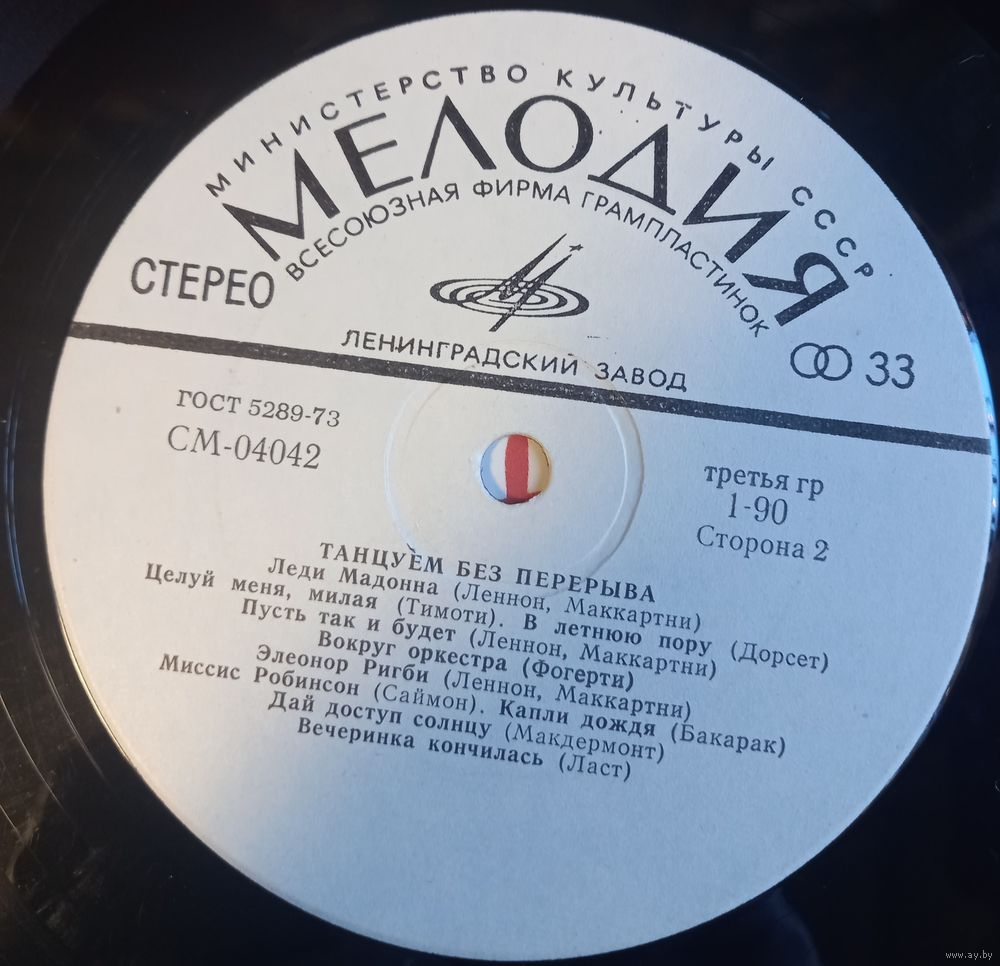 МИНИСТЕРСТВО КУЛЬТУРЫ СССР
МЕЛОДИЯ
ВСЕСОЮЗНАЯ ФИРМА ГРАМПЛАСТИНОК
СТЕРЕО
ЛЕНИНГРАДСКИЙ ЗАВОД
33
ГОСТ 5289-73
СМ-04042
третья гр
1-90
Сторона 2
ТАНЦУЕМ БЕЗ ПЕРЕРЫВА
Леди Мадонна (Леннон, Маккартни)
Целуй меня, милая (Тимоти). В летнюю пору (Дорсет)
Пусть так и будет (Леннон, Маккартни)
Вокруг оркестра (Фогерти)
Элеонор Ригби (Леннон, Маккартни)
Миссис Робинсон (Саймон). Капли дождя (Бакарак)
Дай доступ солнцу (Макдермонт)
Вечеринка кончилась (Ласт)
www.ay.by